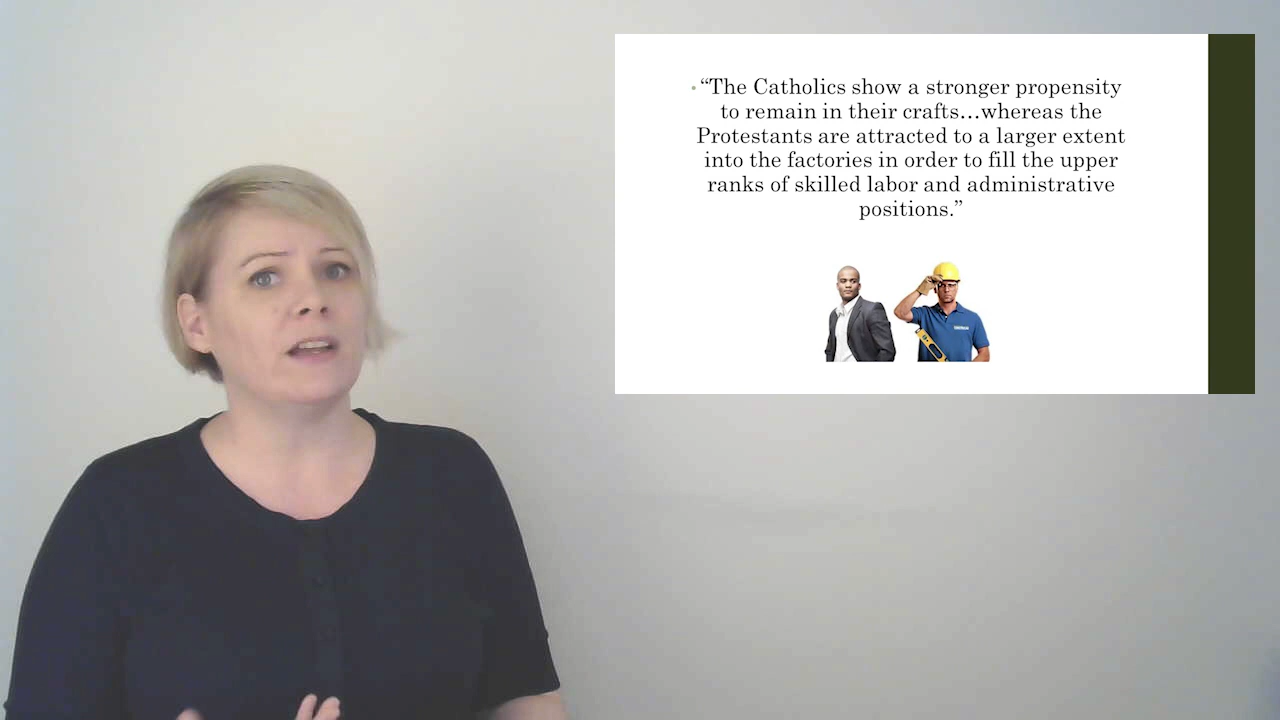 “The Catholics show a stronger propensity
to remain in their crafts…whereas the
Protestants are attracted to a larger extent
into the factories in order to fill the upper
ranks of skilled labor and administrative
positions.”